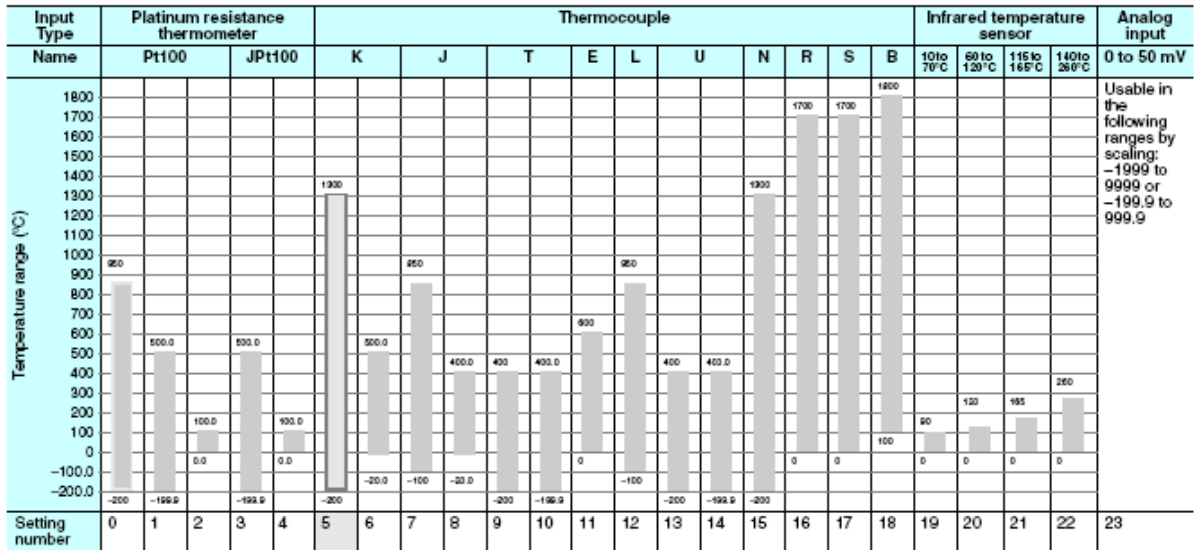 Input Type
Platinum resistance thermometer
Thermocouple
Infrared temperature sensor
Analog input
Name
Pt100
JPt100
K
J
T
E
L
U
N
R
S
B
10 to 70°C
60 to 120°C
115 to 165°C
140 to 260°C
0 to 50 mV
Temperature range (°C)
1800
1700
1600
1500
1400
1300
1200
1100
1000
900
800
700
600
500
400
300
200
100
0
−100.0
−200.0
850
−200
500.0
−199.9
100.0
0.0
500.0
−199.9
100.0
0.0
1300
−200
500.0
−20.0
850
−100
400.0
−20.0
400
−200
400.0
−199.9
600
0
850
−100
400
−200
400.0
−199.9
1300
−200
1700
0
1700
0
1800
100
90
0
120
0
165
0
260
0
Usable in
the
following
ranges by
scaling:
−1999 to
9999 or
−199.9 to
999.9
Setting number
0 1 2 3 4 5 6 7 8 9 10 11 12 13 14 15 16 17 18 19 20 21 22 23